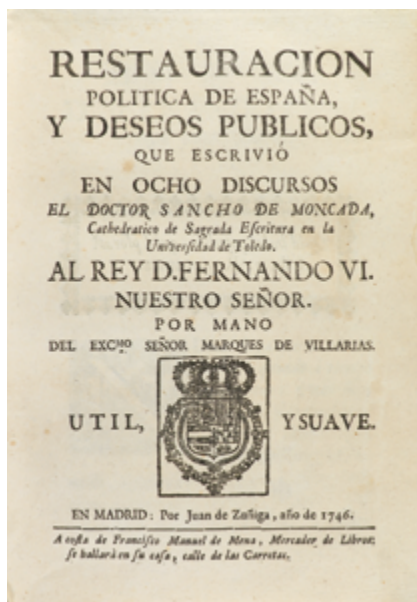 RESTAURACION
POLITICA DE ESPAÑA,
Y DESEOS PUBLICOS,
QUE ESCRIVIÓ
EN OCHO DISCURSOS
EL DOCTOR SANCHO DE MONCADA,
Cathedratico de Sagrada Escritura en la
Universidad de Toledo.
AL REY D.FERNANDO VI.
NUESTRO SEÑOR.
POR MANO
DEL EXC.MO SEÑOR MARQUES DE VILLARIAS.
UTIL, Y SUAVE.
EN MADRID: Por Juan de Zuñiga, año de 1746.
A costa de Francisco Manuel de Mena, Mercader de Libros;
se hallará en su casa, calle de las Carretas.